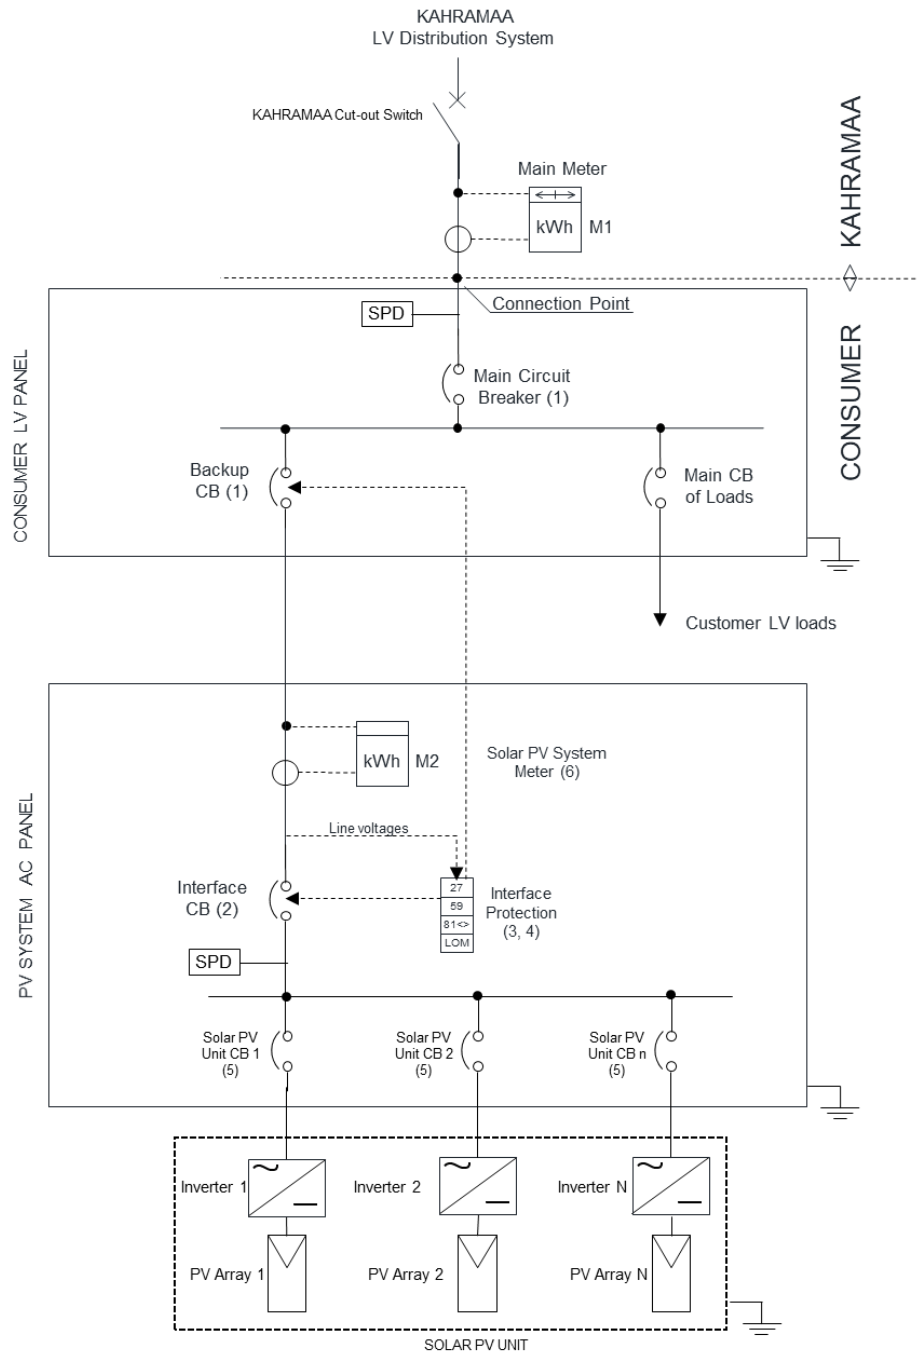 KAHRAMAA
LV Distribution System
KAHRAMAA Cut-out Switch
Main Meter
kWh
M1
KAHRAMAA
Connection Point
SPD
CONSUMER
Main Circuit
Breaker (1)
CONSUMER LV PANEL
Backup
CB (1)
Main CB
of Loads
Customer LV loads
kWh
M2
Solar PV System
Meter (6)
PV SYSTEM AC PANEL
Line voltages
Interface
CB (2)
27
59
81<>
LOM
Interface
Protection
(3, 4)
SPD
Solar PV
Unit CB 1
(5)
Solar PV
Unit CB 2
(5)
Solar PV
Unit CB n
(5)
Inverter 1
Inverter 2
Inverter N
PV Array 1
PV Array 2
PV Array N
SOLAR PV UNIT